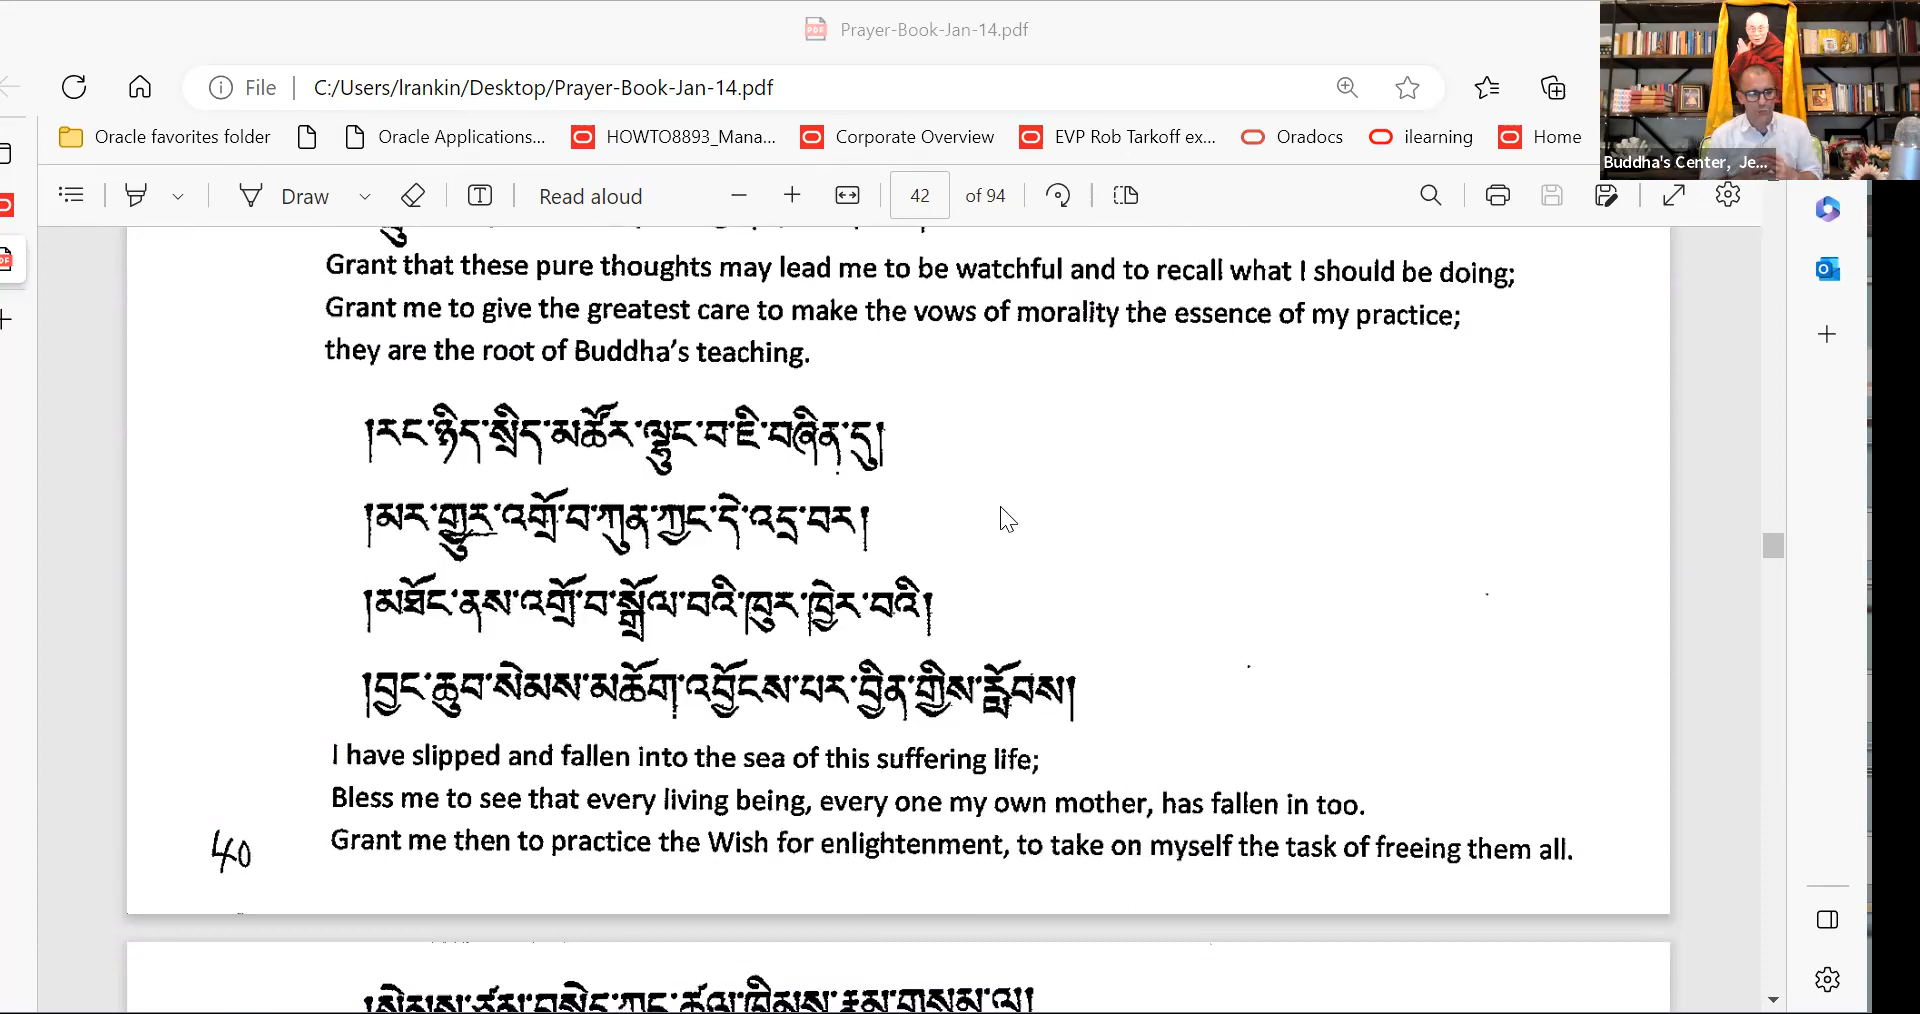 Prayer-Book-Jan-14.pdf
File C:/Users/lrankin/Desktop/Prayer-Book-Jan-14.pdf
Oracle favorites folder Oracle Applications... HOWTO8893_Mana... Corporate Overview EVP Rob Tarkoff ex... Oradocs ilearning Home
Buddha's Center, Je...
Draw Read aloud 42 of 94
Grant that these pure thoughts may lead me to be watchful and to recall what I should be doing;
Grant me to give the greatest care to make the vows of morality the essence of my practice;
they are the root of Buddha's teaching.
།རང་ཉིད་སྲིད་མཚོར་ལྷུང་བ་ཇི་བཞིན་དུ།
།མར་གྱུར་འགྲོ་བ་ཀུན་ཀྱང་དེ་འདྲ་བར།
།མཐོང་ནས་འགྲོ་བ་སྒྲོལ་བའི་ཁུར་ཁྱེར་བའི།
།བྱང་ཆུབ་སེམས་མཆོག་འབྱོངས་པར་བྱིན་གྱིས་རློབས།
I have slipped and fallen into the sea of this suffering life;
Bless me to see that every living being, every one my own mother, has fallen in too.
Grant me then to practice the Wish for enlightenment, to take on myself the task of freeing them all.
40
།སེམས་ཙམ་བསྐྱེད་ཀྱང་ཚུལ་ཁྲིམས་རྣམ་གསུམ་ལ།